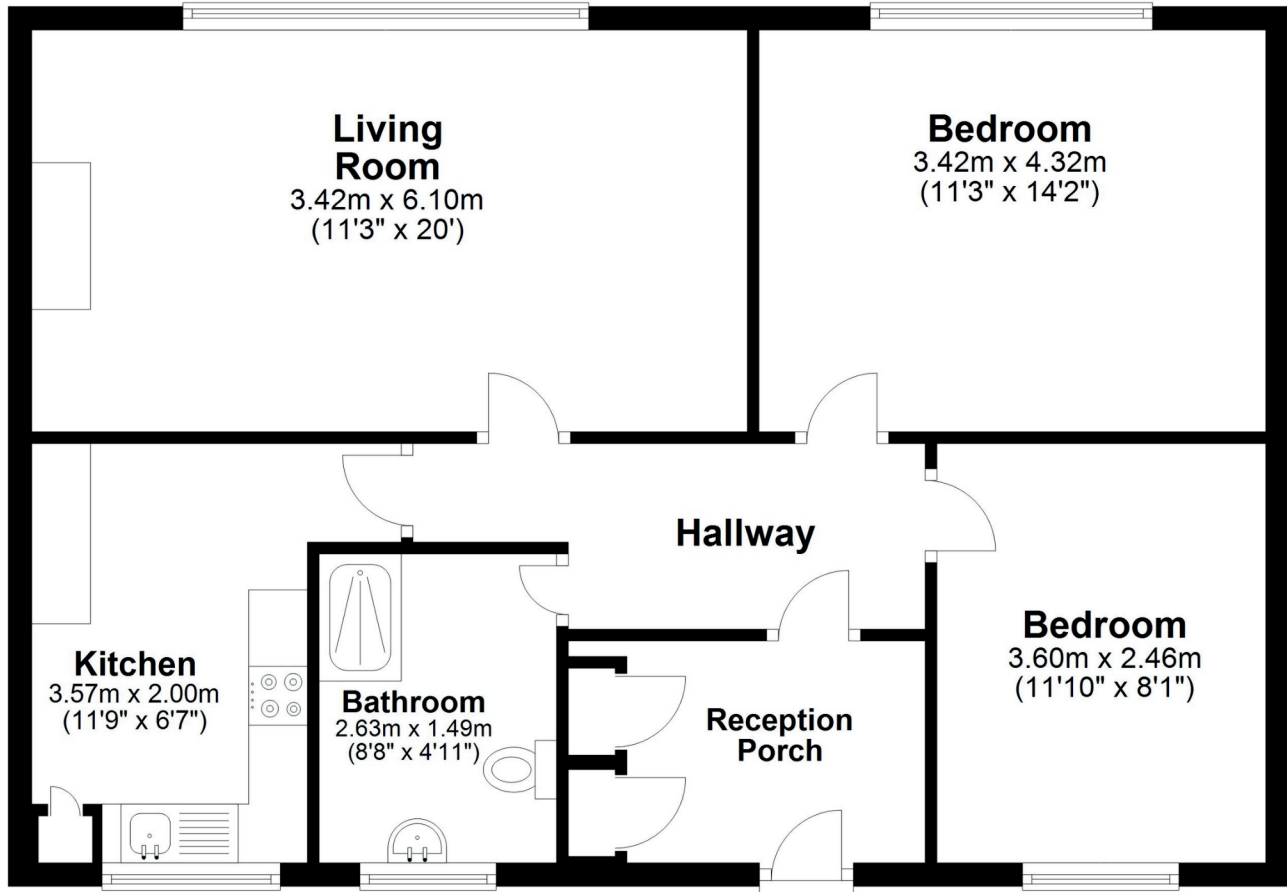 Living
Room
3.42m x 6.10m
(11'3" x 20')
Bedroom
3.42m x 4.32m
(11'3" x 14'2")
Hallway
Kitchen
3.57m x 2.00m
(11'9" x 6'7")
Bathroom
2.63m x 1.49m
(8'8" x 4'11")
Reception
Porch
Bedroom
3.60m x 2.46m
(11'10" x 8'1")